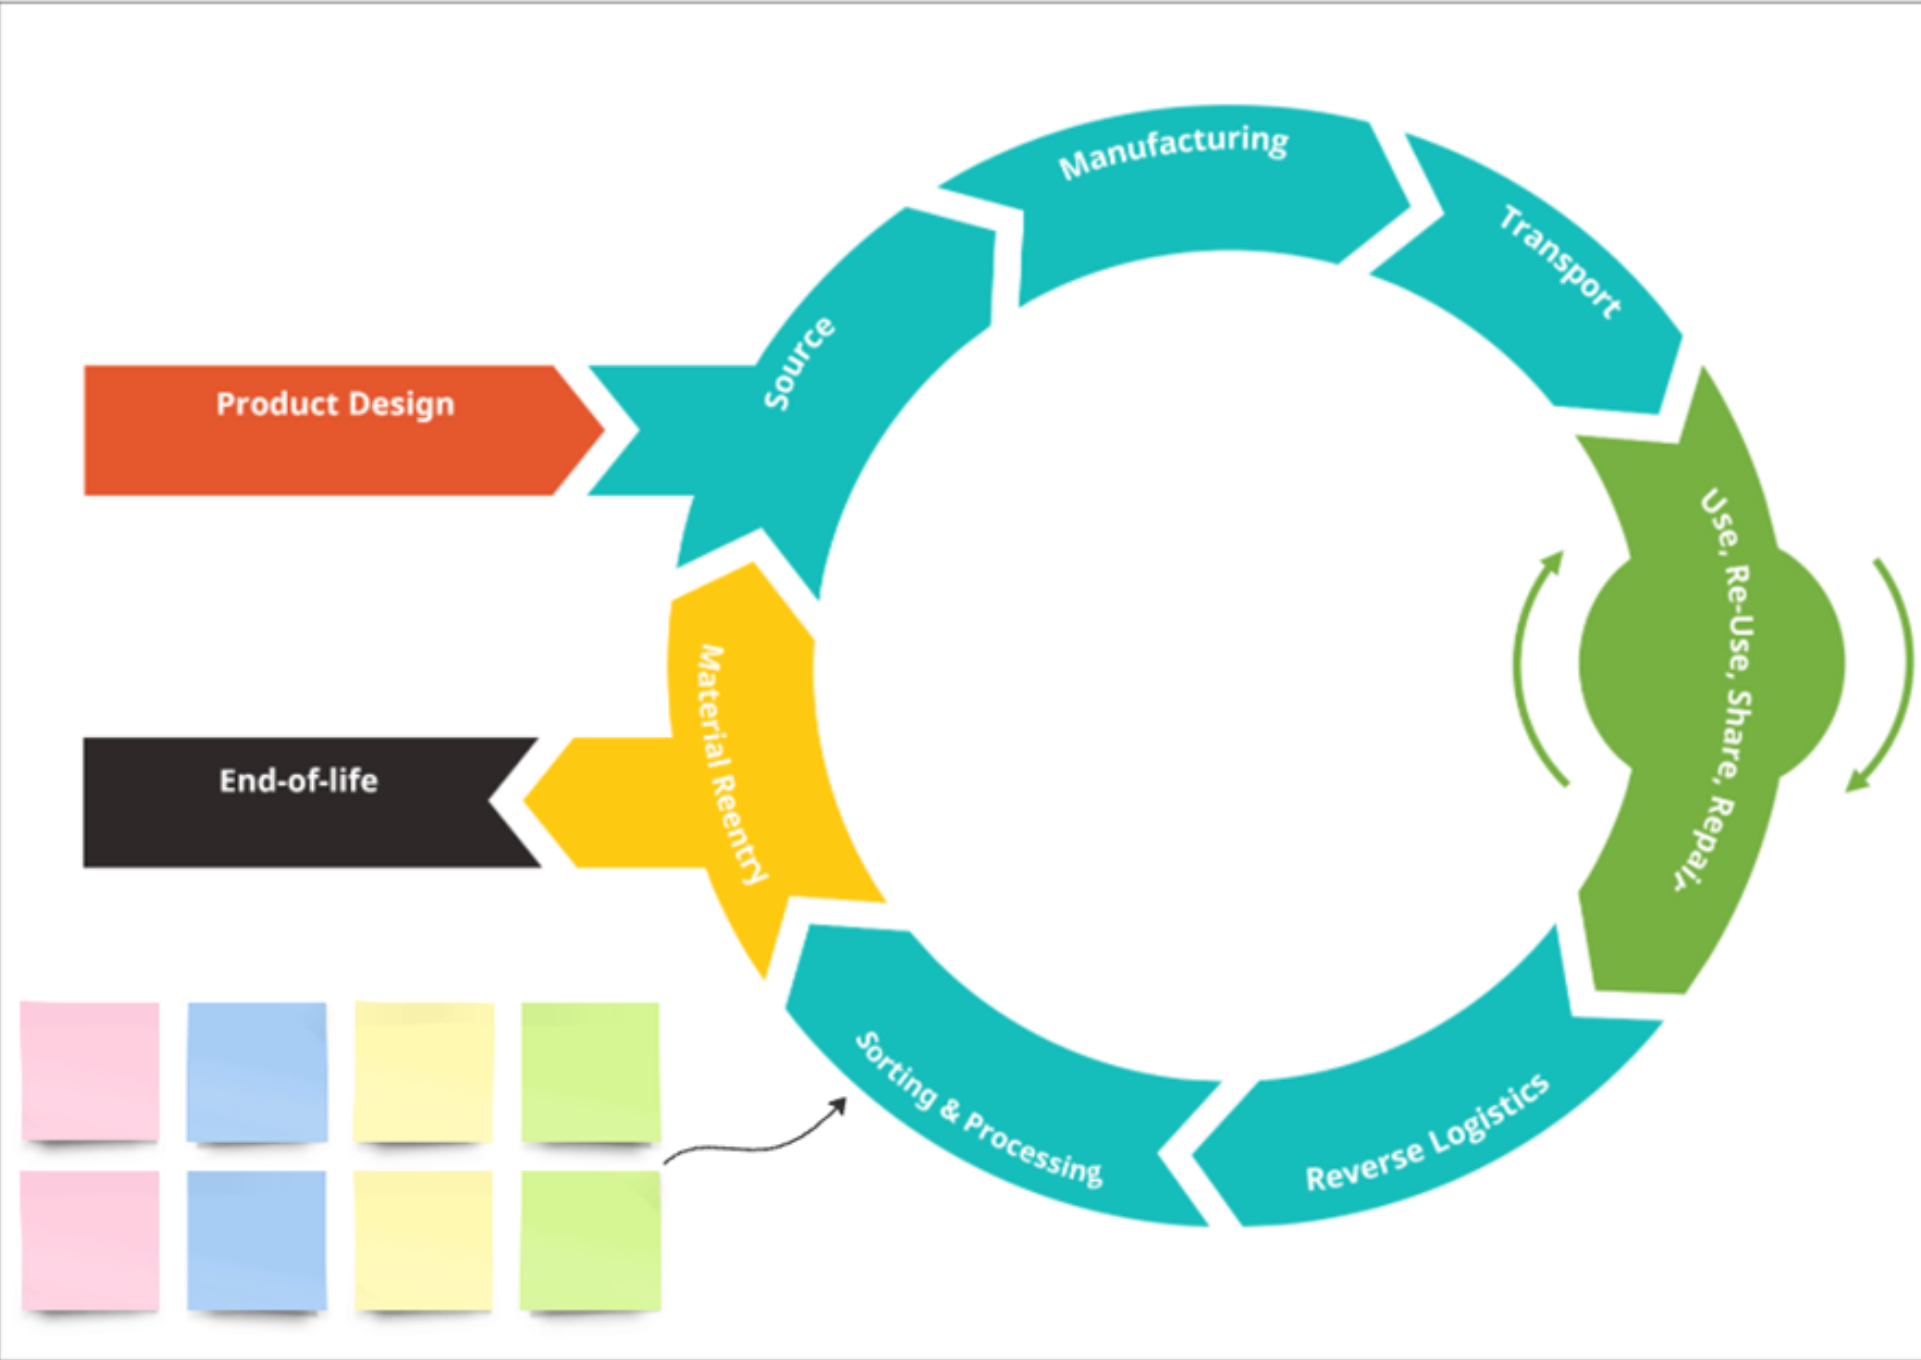 Manufacturing
Transport
Source
Product Design
Use, Re-Use, Share, Repair
Material Reentry
End-of-life
Sorting & Processing
Reverse Logistics